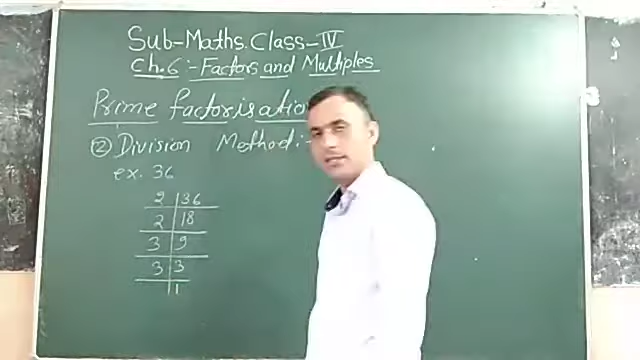 Sub-Maths. Class-IV
Ch.6:-Factors and Multiples
Prime factorisatio
② Division Method:-
ex. 36
2 | 36
2 | 18
3 | 9
3 | 3
| 1